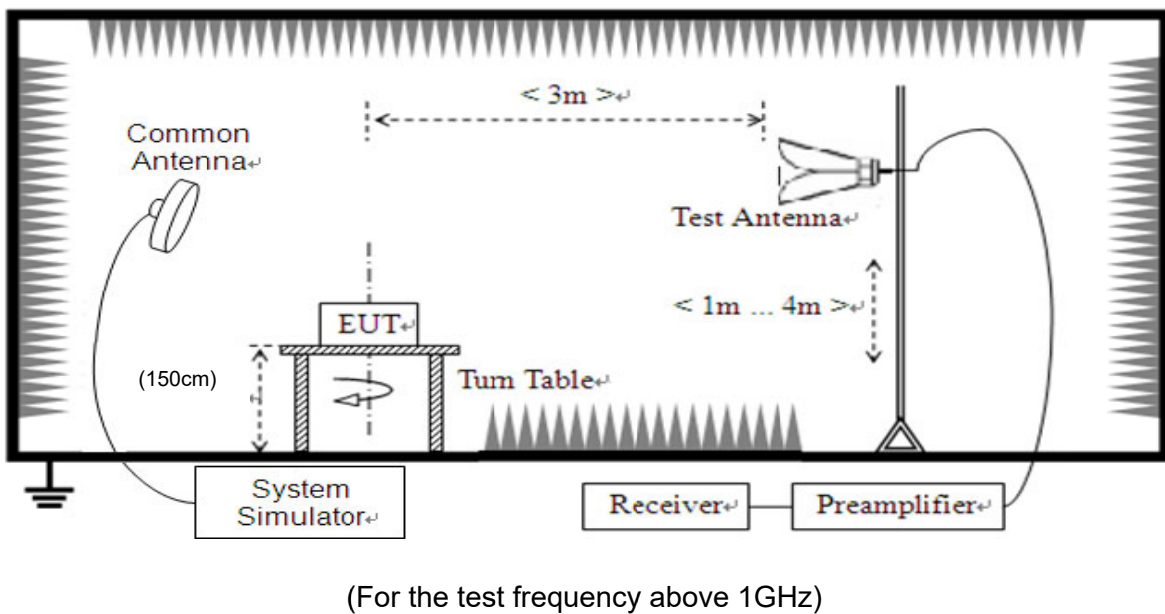 < 3m >↵
Common
Antenna↵
Test Antenna↵
< 1m ... 4m >↵
EUT↵
(150cm)
Turn Table↵
System
Simulator↵
Receiver↵
Preamplifier↵
(For the test frequency above 1GHz)